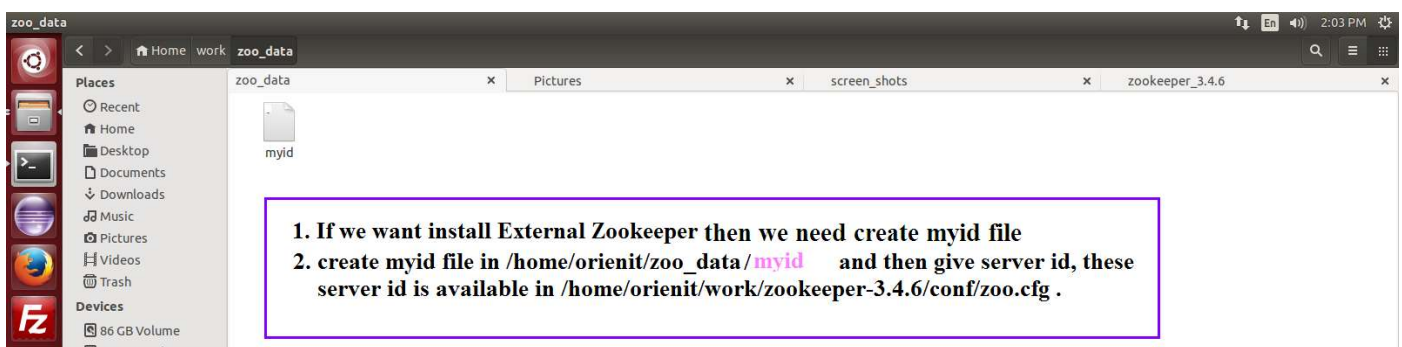 zoo_data
En
2:03 PM
Home work zoo_data
Places
zoo_data
Pictures
screen_shots
zookeeper_3.4.6
Recent
Home
Desktop
Documents
Downloads
Music
Pictures
Videos
Trash
Devices
86 GB Volume
myid
1. If we want install External Zookeeper then we need create myid file
2. create myid file in /home/orienit/zoo_data/myid and then give server id, these
server id is available in /home/orienit/work/zookeeper-3.4.6/conf/zoo.cfg .